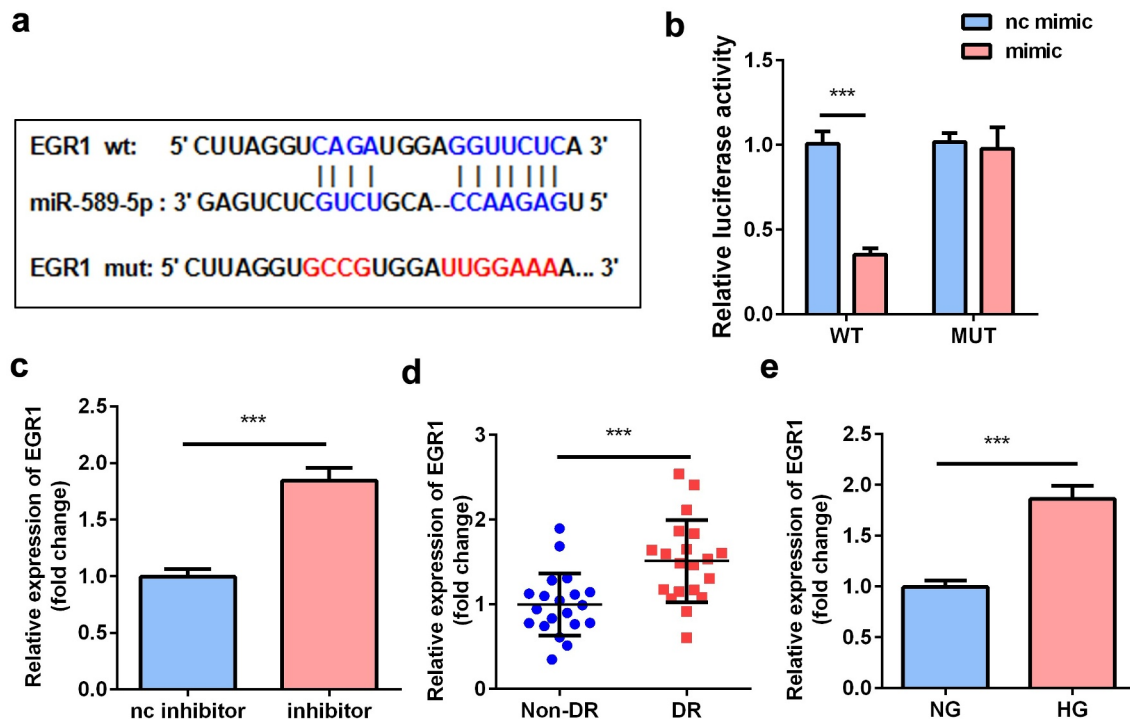 a
EGR1 wt: 5' CUUAGGUCAGAUGGAGGUUCUCA 3'
miR-589-5p : 3' GAGUCUCGUCUGCA--CCAAGAGU 5'
EGR1 mut: 5' CUUAGGUGCCGUGGAUUGGAAAA... 3'
b
nc mimic
mimic
Relative luciferase activity
1.5
1.0
0.5
0.0
***
WT
MUT
c
Relative expression of EGR1
(fold change)
2.5
2.0
1.5
1.0
0.5
0.0
***
nc inhibitor
inhibitor
d
Relative expression of EGR1
(fold change)
3
2
1
0
***
Non-DR
DR
e
Relative expression of EGR1
(fold change)
2.5
2.0
1.5
1.0
0.5
0.0
***
NG
HG